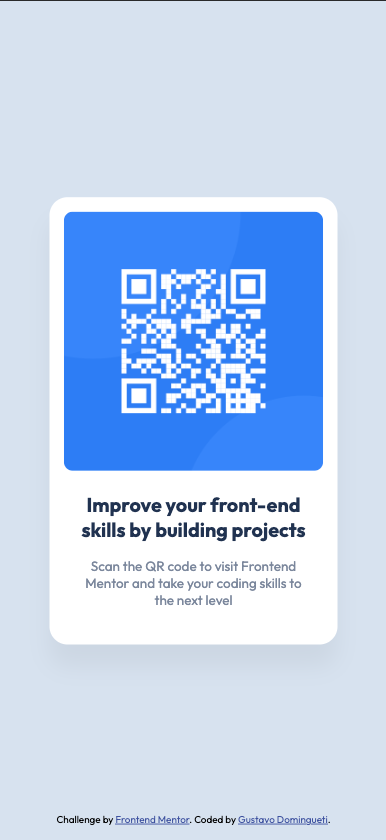 Improve your front-end
skills by building projects
Scan the QR code to visit Frontend
Mentor and take your coding skills to
the next level
Challenge by Frontend Mentor. Coded by Gustavo Domingueti.